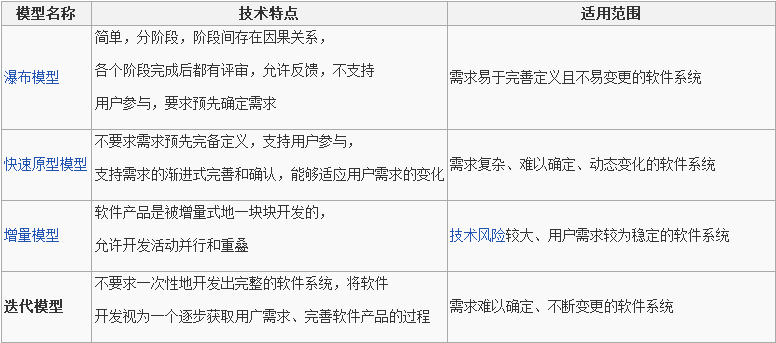 模型名称 技术特点 适用范围
瀑布模型
简单，分阶段，阶段间存在因果关系，
各个阶段完成后都有评审，允许反馈，不支持
用户参与，要求预先确定需求
需求易于完善定义且不易变更的软件系统
快速原型模型
不要求需求预先完备定义，支持用户参与，
支持需求的渐进式完善和确认，能够适应用户需求的变化
需求复杂、难以确定、动态变化的软件系统
增量模型
软件产品是被增量式地一块块开发的，
允许开发活动并行和重叠
技术风险较大、用户需求较为稳定的软件系统
迭代模型
不要求一次性地开发出完整的软件系统，将软件
开发视为一个逐步获取用广需求、完善软件产品的过程
需求难以确定、不断变更的软件系统